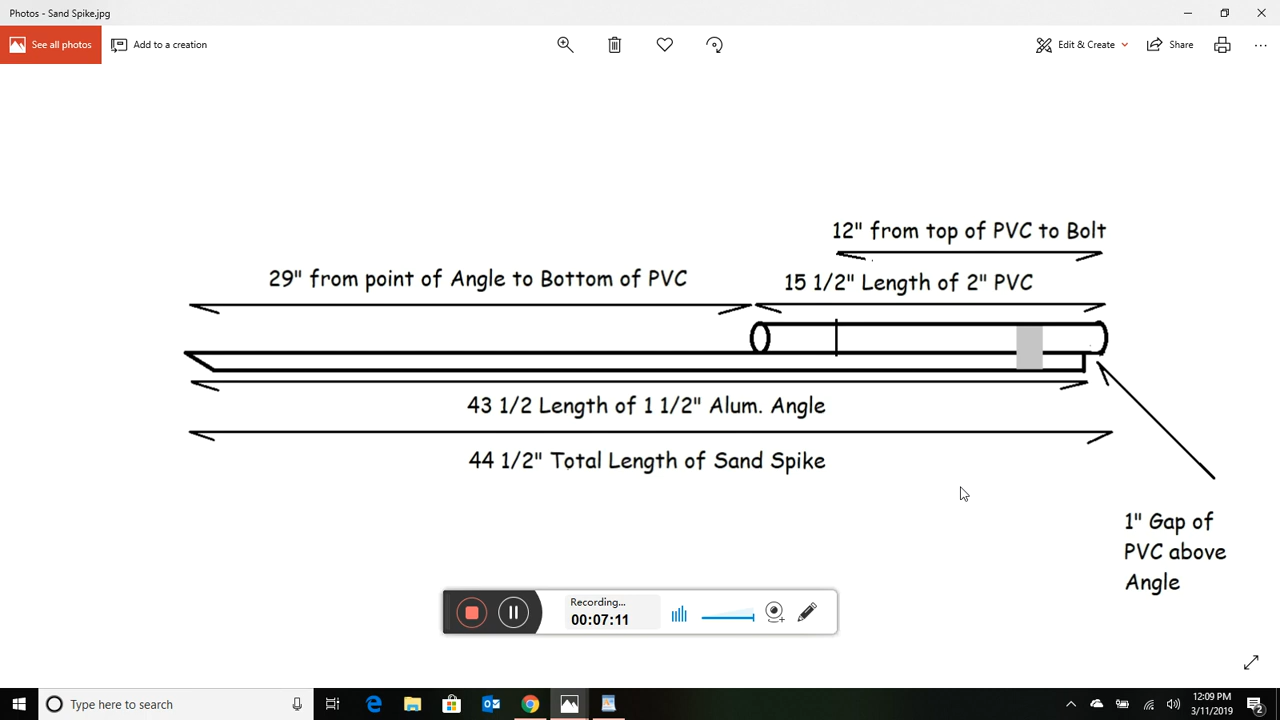 Photos - Sand Spike.jpg
See all photos
Add to a creation
Edit & Create
Share
12" from top of PVC to Bolt
29" from point of Angle to Bottom of PVC
15 1/2" Length of 2" PVC
43 1/2 Length of 1 1/2" Alum. Angle
44 1/2" Total Length of Sand Spike
1" Gap of
PVC above
Angle
Recording...
00:07:11
Type here to search
12:09 PM
3/11/2019
2